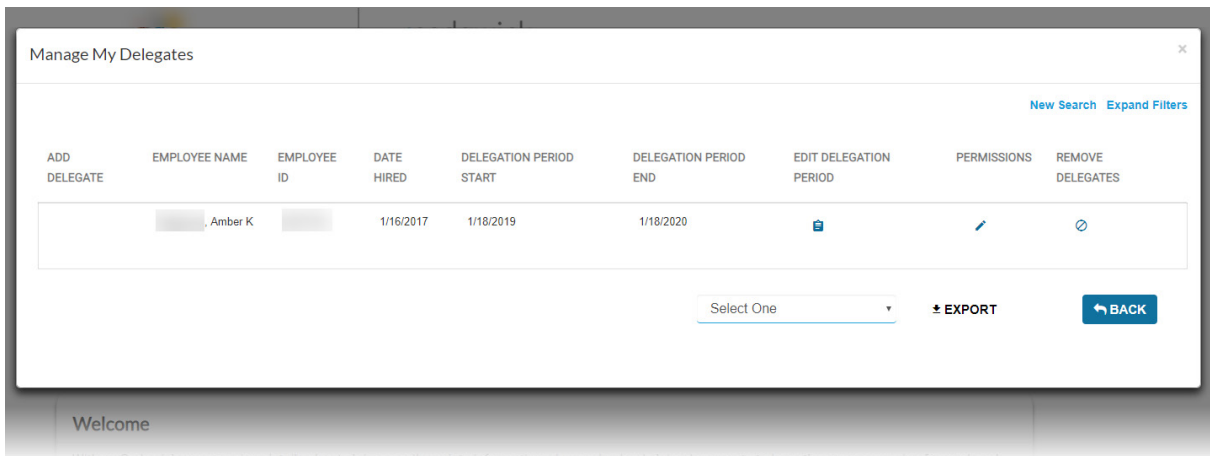 Manage My Delegates ×
New Search Expand Filters
ADD DELEGATE EMPLOYEE NAME EMPLOYEE ID DATE HIRED DELEGATION PERIOD START DELEGATION PERIOD END EDIT DELEGATION PERIOD PERMISSIONS REMOVE DELEGATES
, Amber K 1/16/2017 1/18/2019 1/18/2020
Select One EXPORT BACK
Welcome